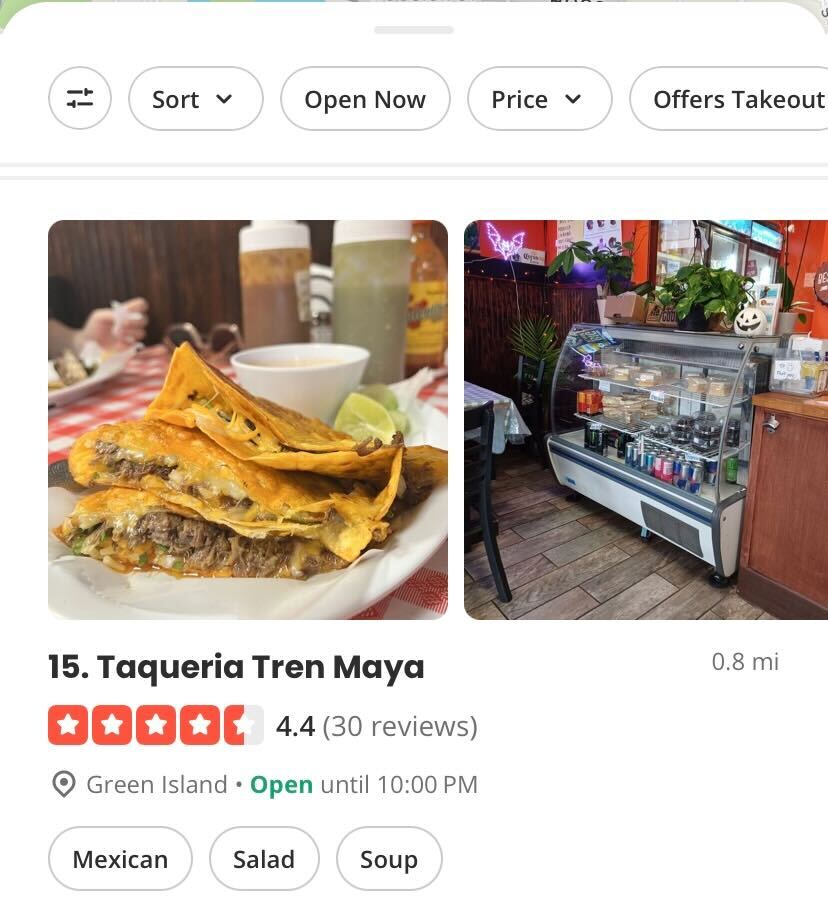 Sort
Open Now
Price
Offers Takeout
15. Taqueria Tren Maya
0.8 mi
4.4 (30 reviews)
Green Island • Open until 10:00 PM
Mexican
Salad
Soup